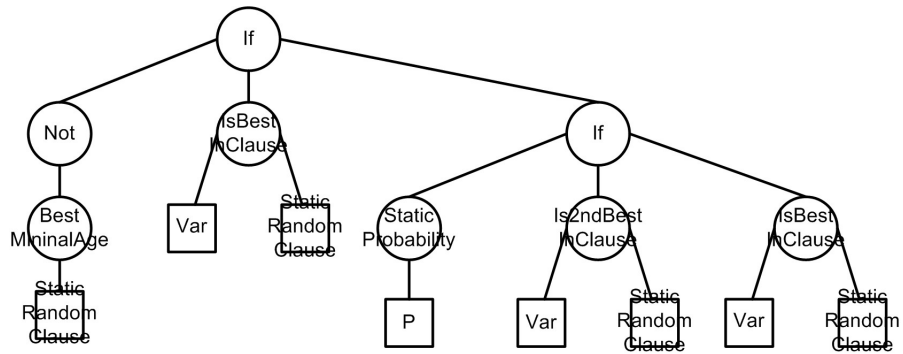 If
Not
IsBest
InClause
If
Best
MininalAge
Var
Static
Random
Clause
Static
Probability
Is2ndBest
InClause
IsBest
InClause
Static
Random
Clause
P
Var
Static
Random
Clause
Var
Static
Random
Clause